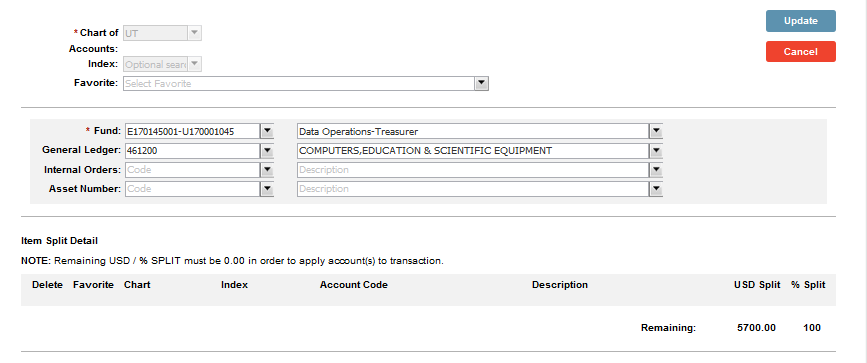 * Chart of Accounts: UT
Update
Cancel
Index: Optional sear
Favorite: Select Favorite
* Fund: E170145001-U170001045 Data Operations-Treasurer
General Ledger: 461200 COMPUTERS,EDUCATION & SCIENTIFIC EQUIPMENT
Internal Orders: Code Description
Asset Number: Code Description
Item Split Detail
NOTE: Remaining USD / % SPLIT must be 0.00 in order to apply account(s) to transaction.
Delete Favorite Chart Index Account Code Description USD Split % Split
Remaining: 5700.00 100